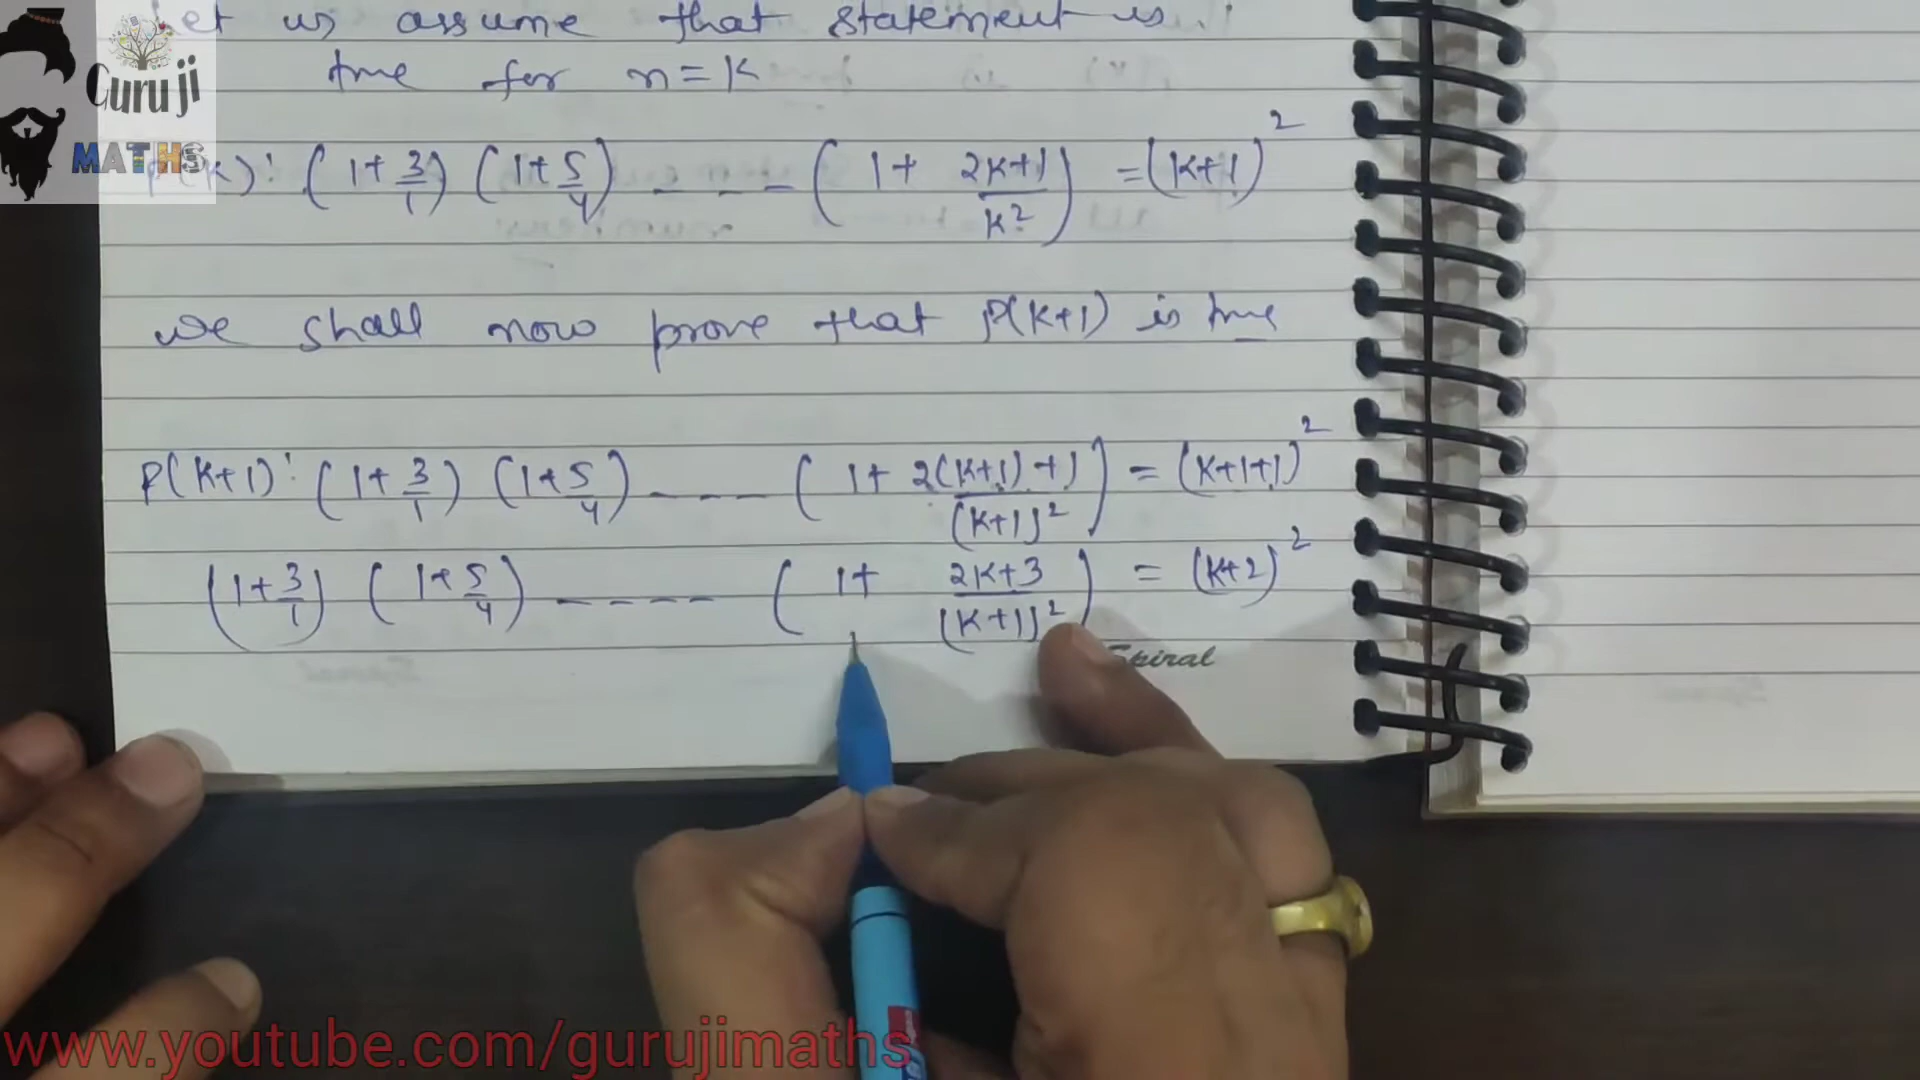 Let us assume that statement is
true for n=k
Guru ji
MATHS
P(k): (1+3/1) (1+5/4) - - - (1+ 2k+1/k²) =(k+1)²
we shall now prove that P(k+1) is true
P(k+1): (1+3/1) (1+5/4) - - - (1+ 2(k+1)+1/(k+1)²) = (k+1+1)²
(1+3/1) (1+5/4) - - - - (1+ 2k+3/(k+1)²) = (k+2)²
Spiral
www.youtube.com/gurujimaths